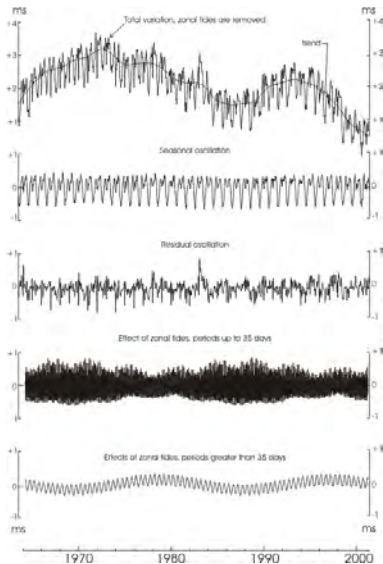 ms ms
+4 +4
Total variation, zonal tides are removed
+3 +3
trend
+2 +2
+1 +1
Seasonal oscillation
+1 +1
0 0
-1 -1
Residual oscillation
+1 +1
0 0
-1 -1
Effect of zonal tides, periods up to 35 days
+1 +1
0 0
-1 -1
Effects of zonal tides, periods greater than 35 days
+1 +1
0 0
-1 -1
ms ms
1970 1980 1990 2000